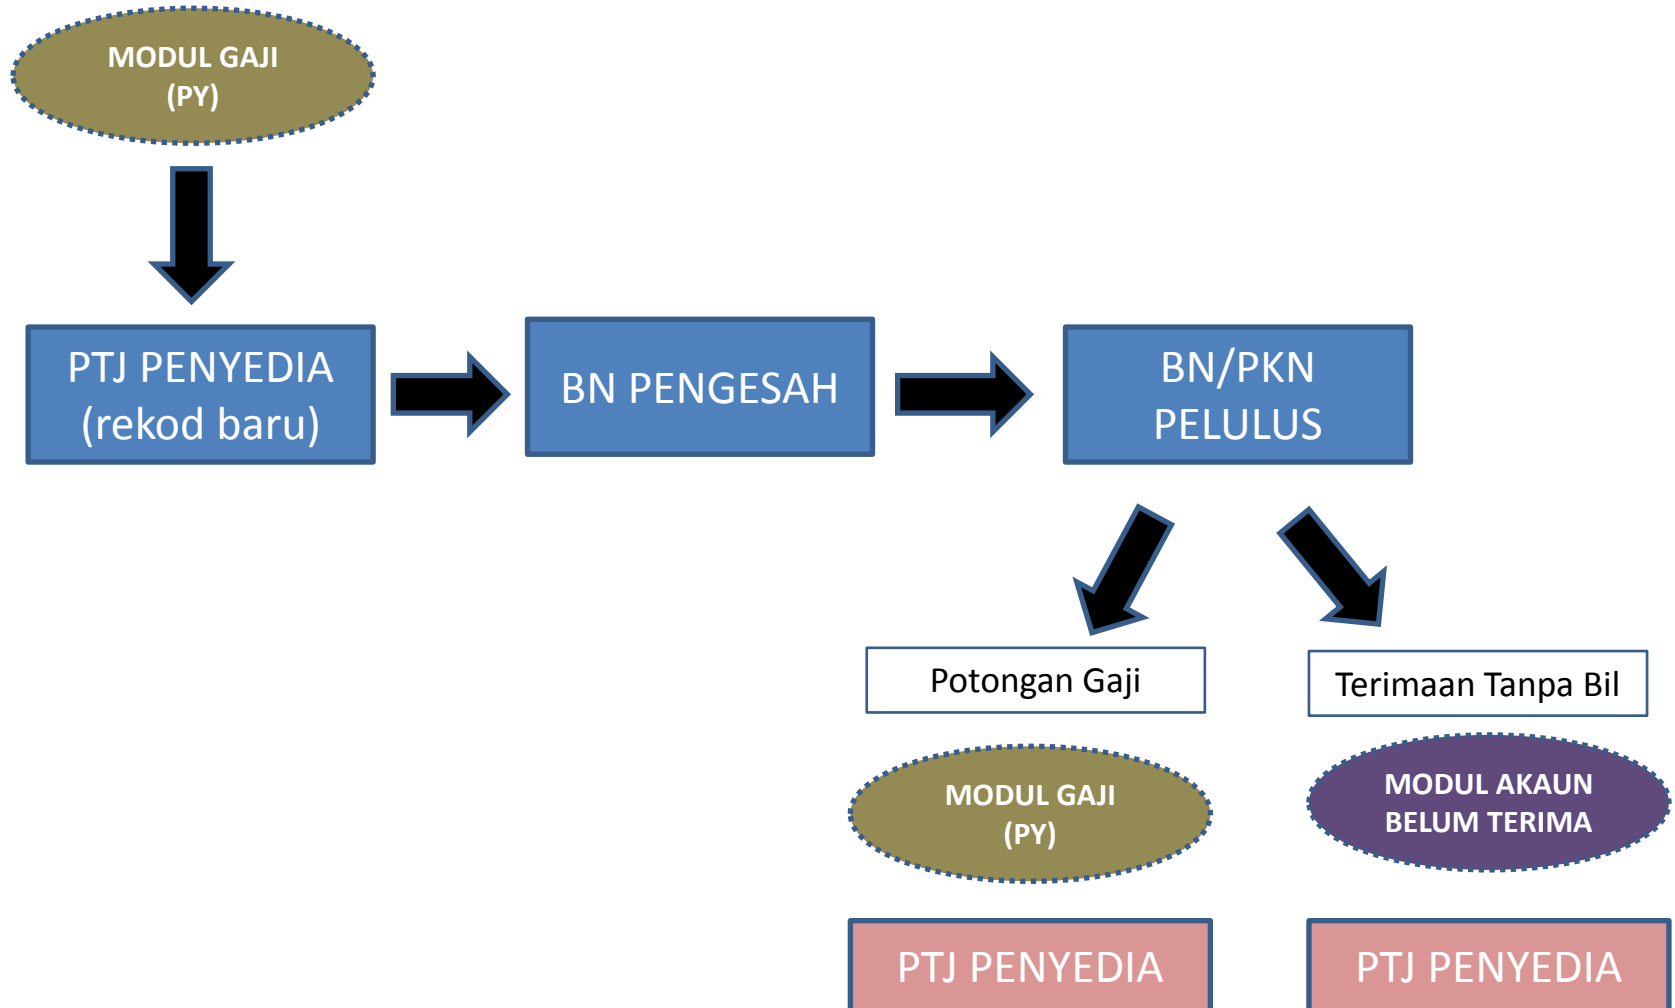 MODUL GAJI
(PY)
PTJ PENYEDIA
(rekod baru)
BN PENGESAH
BN/PKN
PELULUS
Potongan Gaji
Terimaan Tanpa Bil
MODUL GAJI
(PY)
MODUL AKAUN
BELUM TERIMA
PTJ PENYEDIA
PTJ PENYEDIA